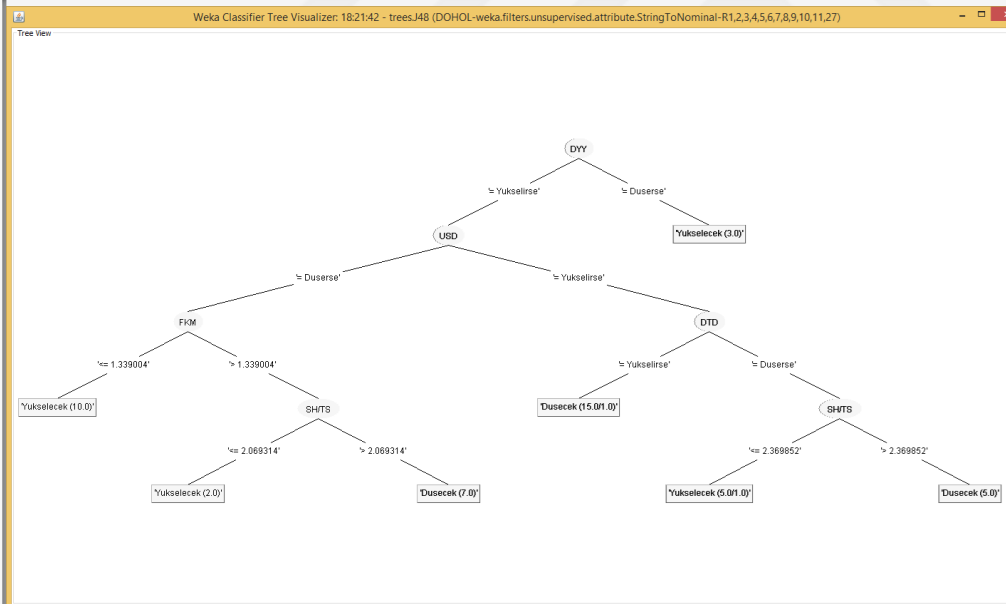 Weka Classifier Tree Visualizer: 18:21:42 - trees.J48 (DOHOL-weka.filters.unsupervised.attribute.StringToNominal-R1,2,3,4,5,6,7,8,9,10,11,27)
Tree View
DYY
'= Yukselirse' '= Duserse'
USD 'Yukselecek (3.0)'
'= Duserse' '= Yukselirse'
FKM DTD
'<= 1.339004' '> 1.339004' '= Yukselirse' '= Duserse'
'Yukselecek (10.0)' SH/TS 'Dusecek (15.0/1.0)' SH/TS
'<= 2.069314' '> 2.069314' '<= 2.369852' '> 2.369852'
'Yukselecek (2.0)' 'Dusecek (7.0)' 'Yukselecek (5.0/1.0)' 'Dusecek (5.0)'